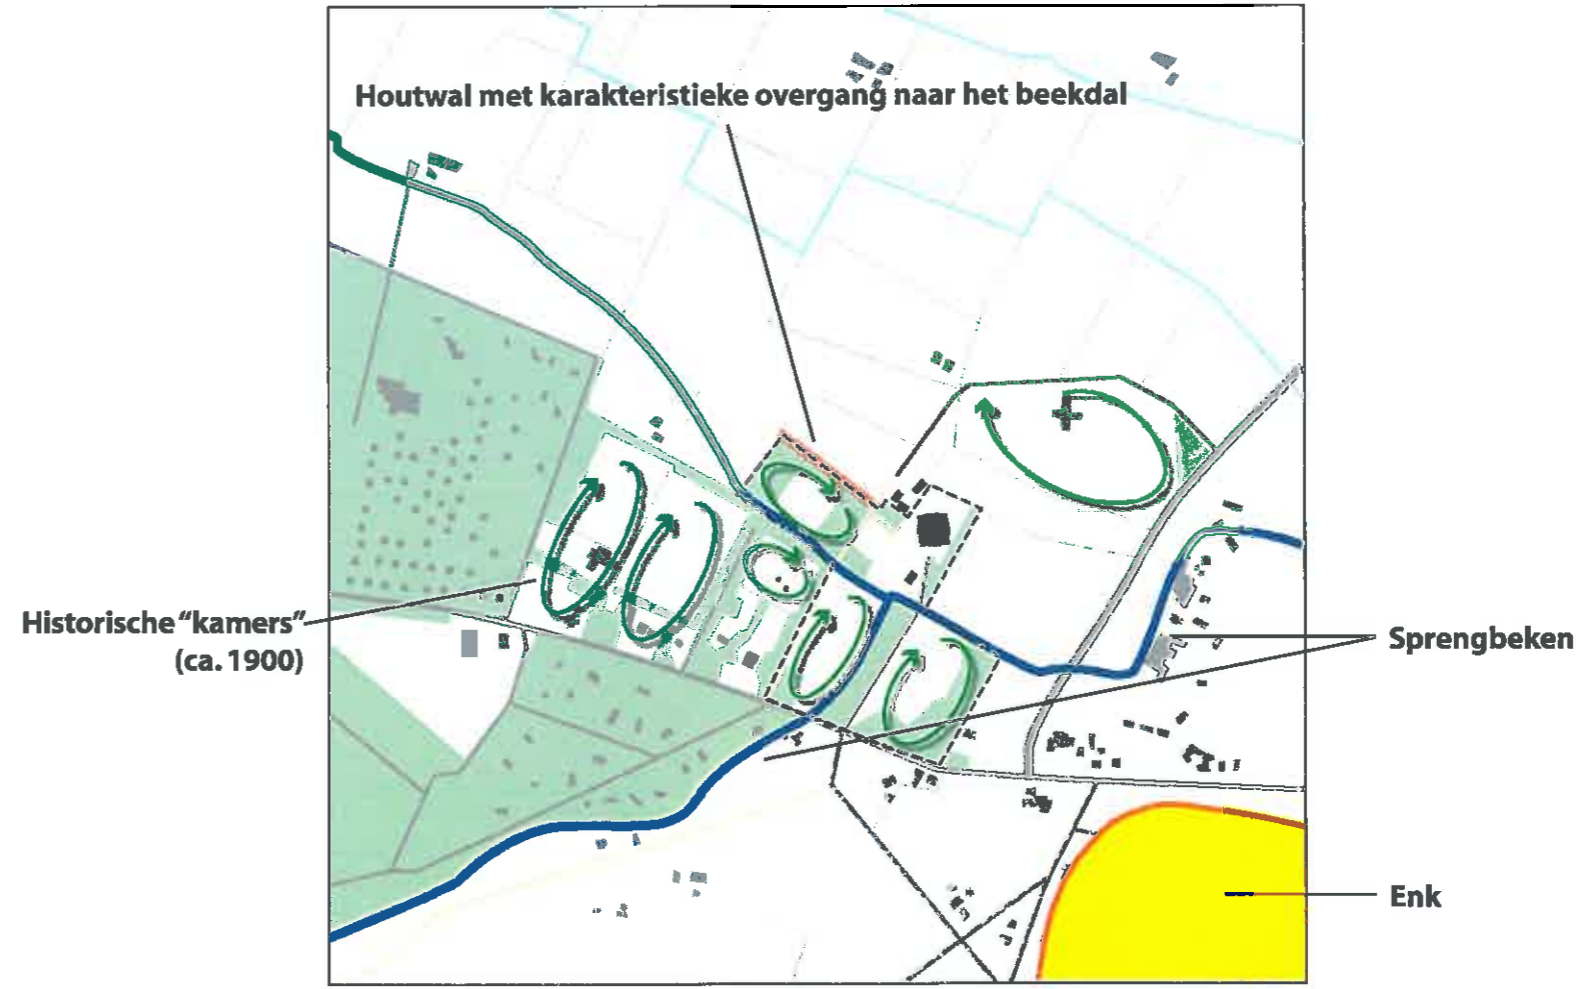 Houtwal met karakteristieke overgang naar het beekdal
Historische "kamers"
(ca. 1900)
Sprengbeken
Enk